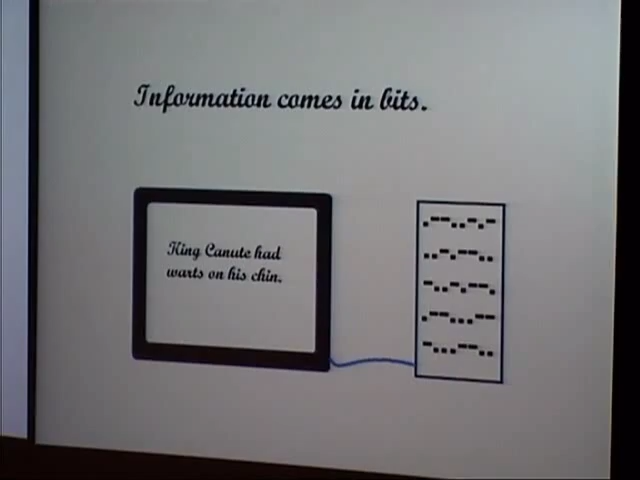 Information comes in bits.
King Canute had
warts on his chin.